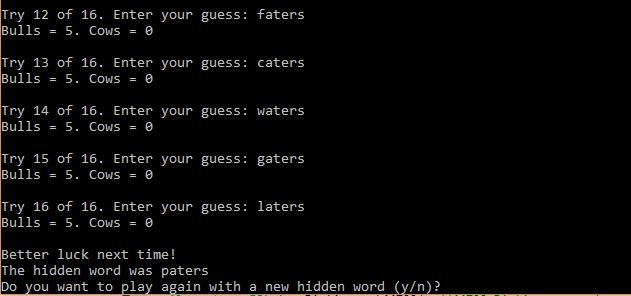 Try 12 of 16. Enter your guess: faters
Bulls = 5. Cows = 0
Try 13 of 16. Enter your guess: caters
Bulls = 5. Cows = 0
Try 14 of 16. Enter your guess: waters
Bulls = 5. Cows = 0
Try 15 of 16. Enter your guess: gaters
Bulls = 5. Cows = 0
Try 16 of 16. Enter your guess: laters
Bulls = 5. Cows = 0
Better luck next time!
The hidden word was paters
Do you want to play again with a new hidden word (y/n)?